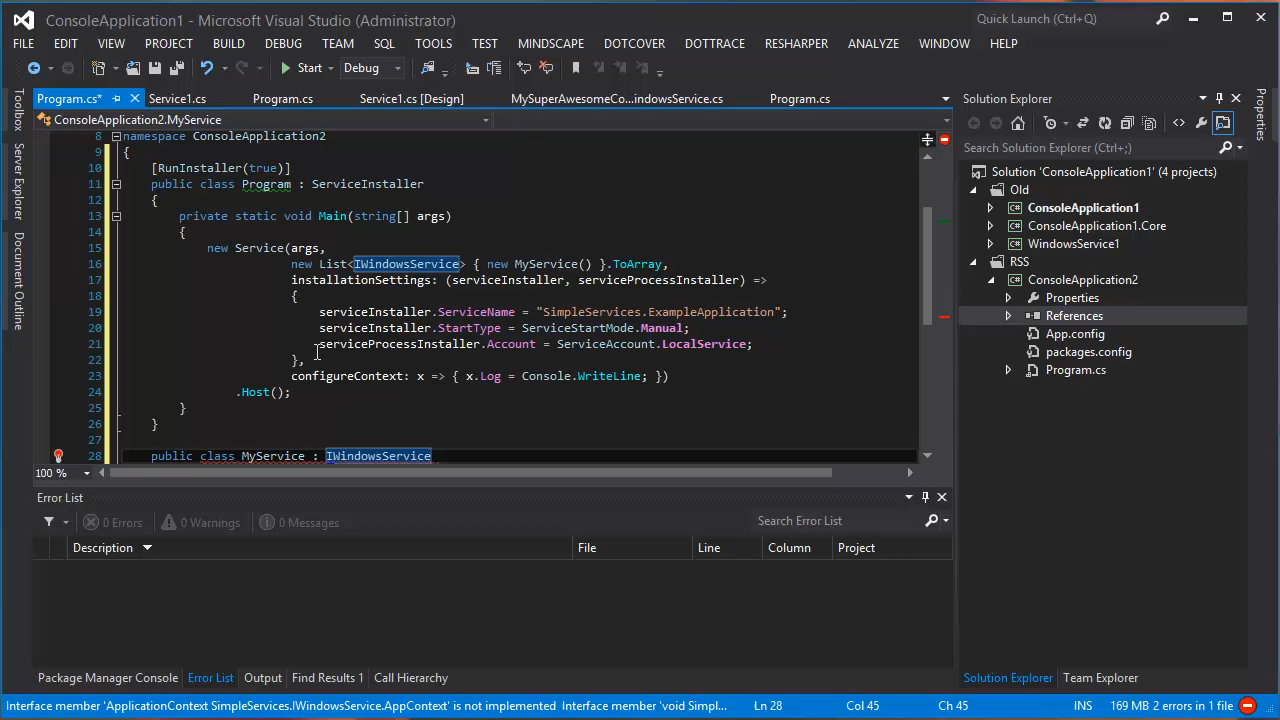 ConsoleApplication1 - Microsoft Visual Studio (Administrator)
Quick Launch (Ctrl+Q)
FILE EDIT VIEW PROJECT BUILD DEBUG TEAM SQL TOOLS TEST MINDSCAPE DOTCOVER DOTTRACE RESHARPER ANALYZE WINDOW HELP
Start Debug
Program.cs* Service1.cs Program.cs Service1.cs [Design] MySuperAwesomeCo...indowsService.cs Program.cs
ConsoleApplication2.MyService
Toolbox
Server Explorer
Document Outline
8 namespace ConsoleApplication2
9 {
10 [RunInstaller(true)]
11 public class Program : ServiceInstaller
12 {
13 private static void Main(string[] args)
14 {
15 new Service(args,
16 new List<IWindowsService> { new MyService() }.ToArray,
17 installationSettings: (serviceInstaller, serviceProcessInstaller) =>
18 {
19 serviceInstaller.ServiceName = "SimpleServices.ExampleApplication";
20 serviceInstaller.StartType = ServiceStartMode.Manual;
21 serviceProcessInstaller.Account = ServiceAccount.LocalService;
22 },
23 configureContext: x => { x.Log = Console.WriteLine; })
24 .Host();
25 }
26 }
27
28 public class MyService : IWindowsService
100 %
Error List
0 Errors 0 Warnings 0 Messages
Search Error List
Description File Line Column Project
Package Manager Console Error List Output Find Results 1 Call Hierarchy
Solution Explorer
Search Solution Explorer (Ctrl+;)
Solution 'ConsoleApplication1' (4 projects)
Old
ConsoleApplication1
ConsoleApplication1.Core
WindowsService1
RSS
ConsoleApplication2
Properties
References
App.config
packages.config
Program.cs
Solution Explorer Team Explorer
Properties
Interface member 'ApplicationContext SimpleServices.IWindowsService.AppContext' is not implemented Interface member 'void Simpl... Ln 28 Col 45 Ch 45 INS 169 MB 2 errors in 1 file